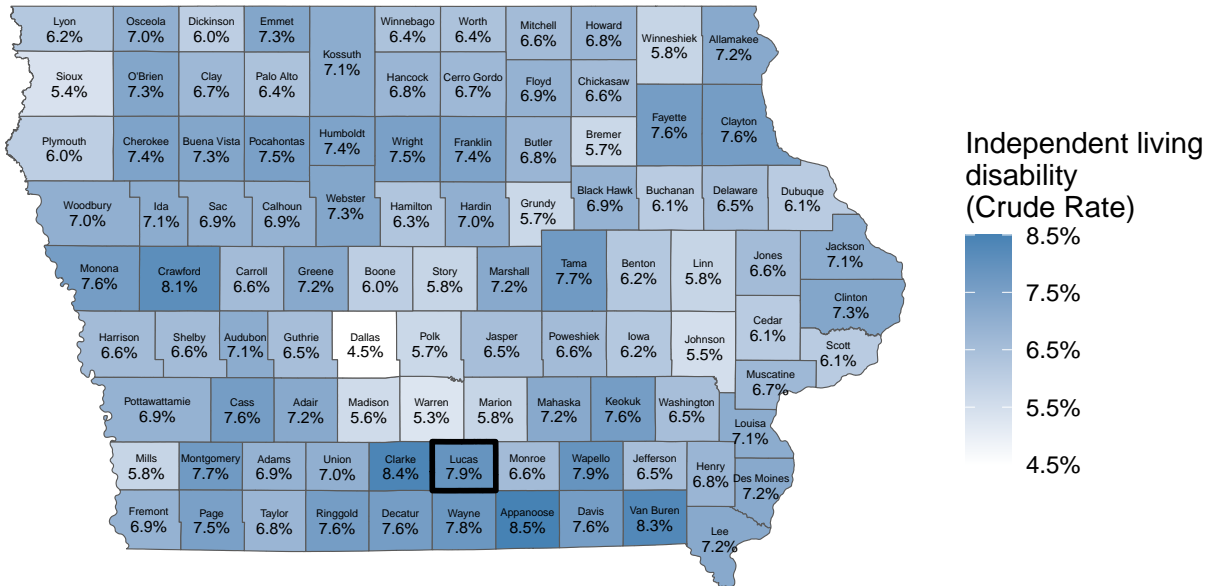 Lyon
6.2%
Osceola
7.0%
Dickinson
6.0%
Emmet
7.3%
Kossuth
7.1%
Winnebago
6.4%
Worth
6.4%
Mitchell
6.6%
Howard
6.8%
Winneshiek
5.8%
Allamakee
7.2%
Sioux
5.4%
O'Brien
7.3%
Clay
6.7%
Palo Alto
6.4%
Hancock
6.8%
Cerro Gordo
6.7%
Floyd
6.9%
Chickasaw
6.6%
Fayette
7.6%
Clayton
7.6%
Plymouth
6.0%
Cherokee
7.4%
Buena Vista
7.3%
Pocahontas
7.5%
Humboldt
7.4%
Wright
7.5%
Franklin
7.4%
Butler
6.8%
Bremer
5.7%
Woodbury
7.0%
Ida
7.1%
Sac
6.9%
Calhoun
6.9%
Webster
7.3%
Hamilton
6.3%
Hardin
7.0%
Grundy
5.7%
Black Hawk
6.9%
Buchanan
6.1%
Delaware
6.5%
Dubuque
6.1%
Monona
7.6%
Crawford
8.1%
Carroll
6.6%
Greene
7.2%
Boone
6.0%
Story
5.8%
Marshall
7.2%
Tama
7.7%
Benton
6.2%
Linn
5.8%
Jones
6.6%
Jackson
7.1%
Clinton
7.3%
Harrison
6.6%
Shelby
6.6%
Audubon
7.1%
Guthrie
6.5%
Dallas
4.5%
Polk
5.7%
Jasper
6.5%
Poweshiek
6.6%
Iowa
6.2%
Johnson
5.5%
Cedar
6.1%
Scott
6.1%
Muscatine
6.7%
Pottawattamie
6.9%
Cass
7.6%
Adair
7.2%
Madison
5.6%
Warren
5.3%
Marion
5.8%
Mahaska
7.2%
Keokuk
7.6%
Washington
6.5%
Louisa
7.1%
Mills
5.8%
Montgomery
7.7%
Adams
6.9%
Union
7.0%
Clarke
8.4%
Lucas
7.9%
Monroe
6.6%
Wapello
7.9%
Jefferson
6.5%
Henry
6.8%
Des Moines
7.2%
Fremont
6.9%
Page
7.5%
Taylor
6.8%
Ringgold
7.6%
Decatur
7.6%
Wayne
7.8%
Appanoose
8.5%
Davis
7.6%
Van Buren
8.3%
Lee
7.2%
Independent living
disability
(Crude Rate)
8.5%
7.5%
6.5%
5.5%
4.5%